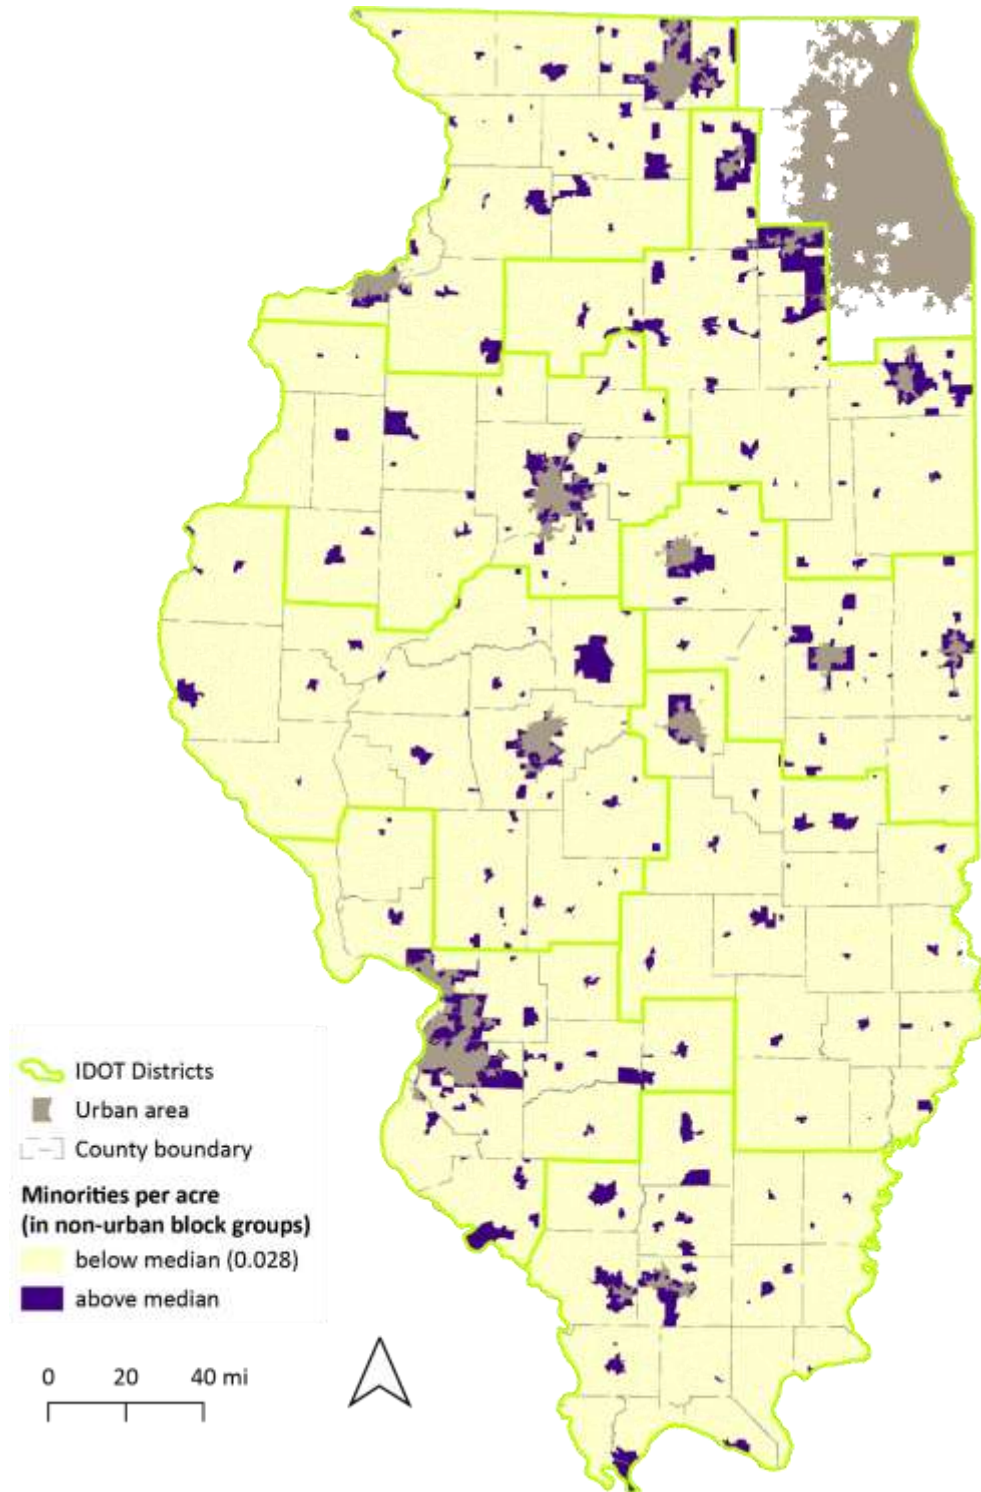 IDOT Districts
Urban area
County boundary
Minorities per acre
(in non-urban block groups)
below median (0.028)
above median
0 20 40 mi